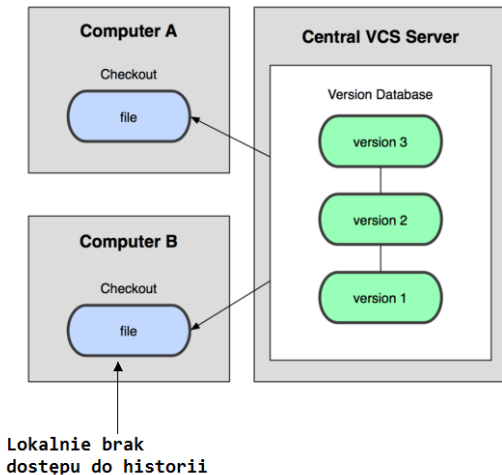 Computer A
Checkout
file
Computer B
Checkout
file
Central VCS Server
Version Database
version 3
version 2
version 1
Lokalnie brak
dostępu do historii